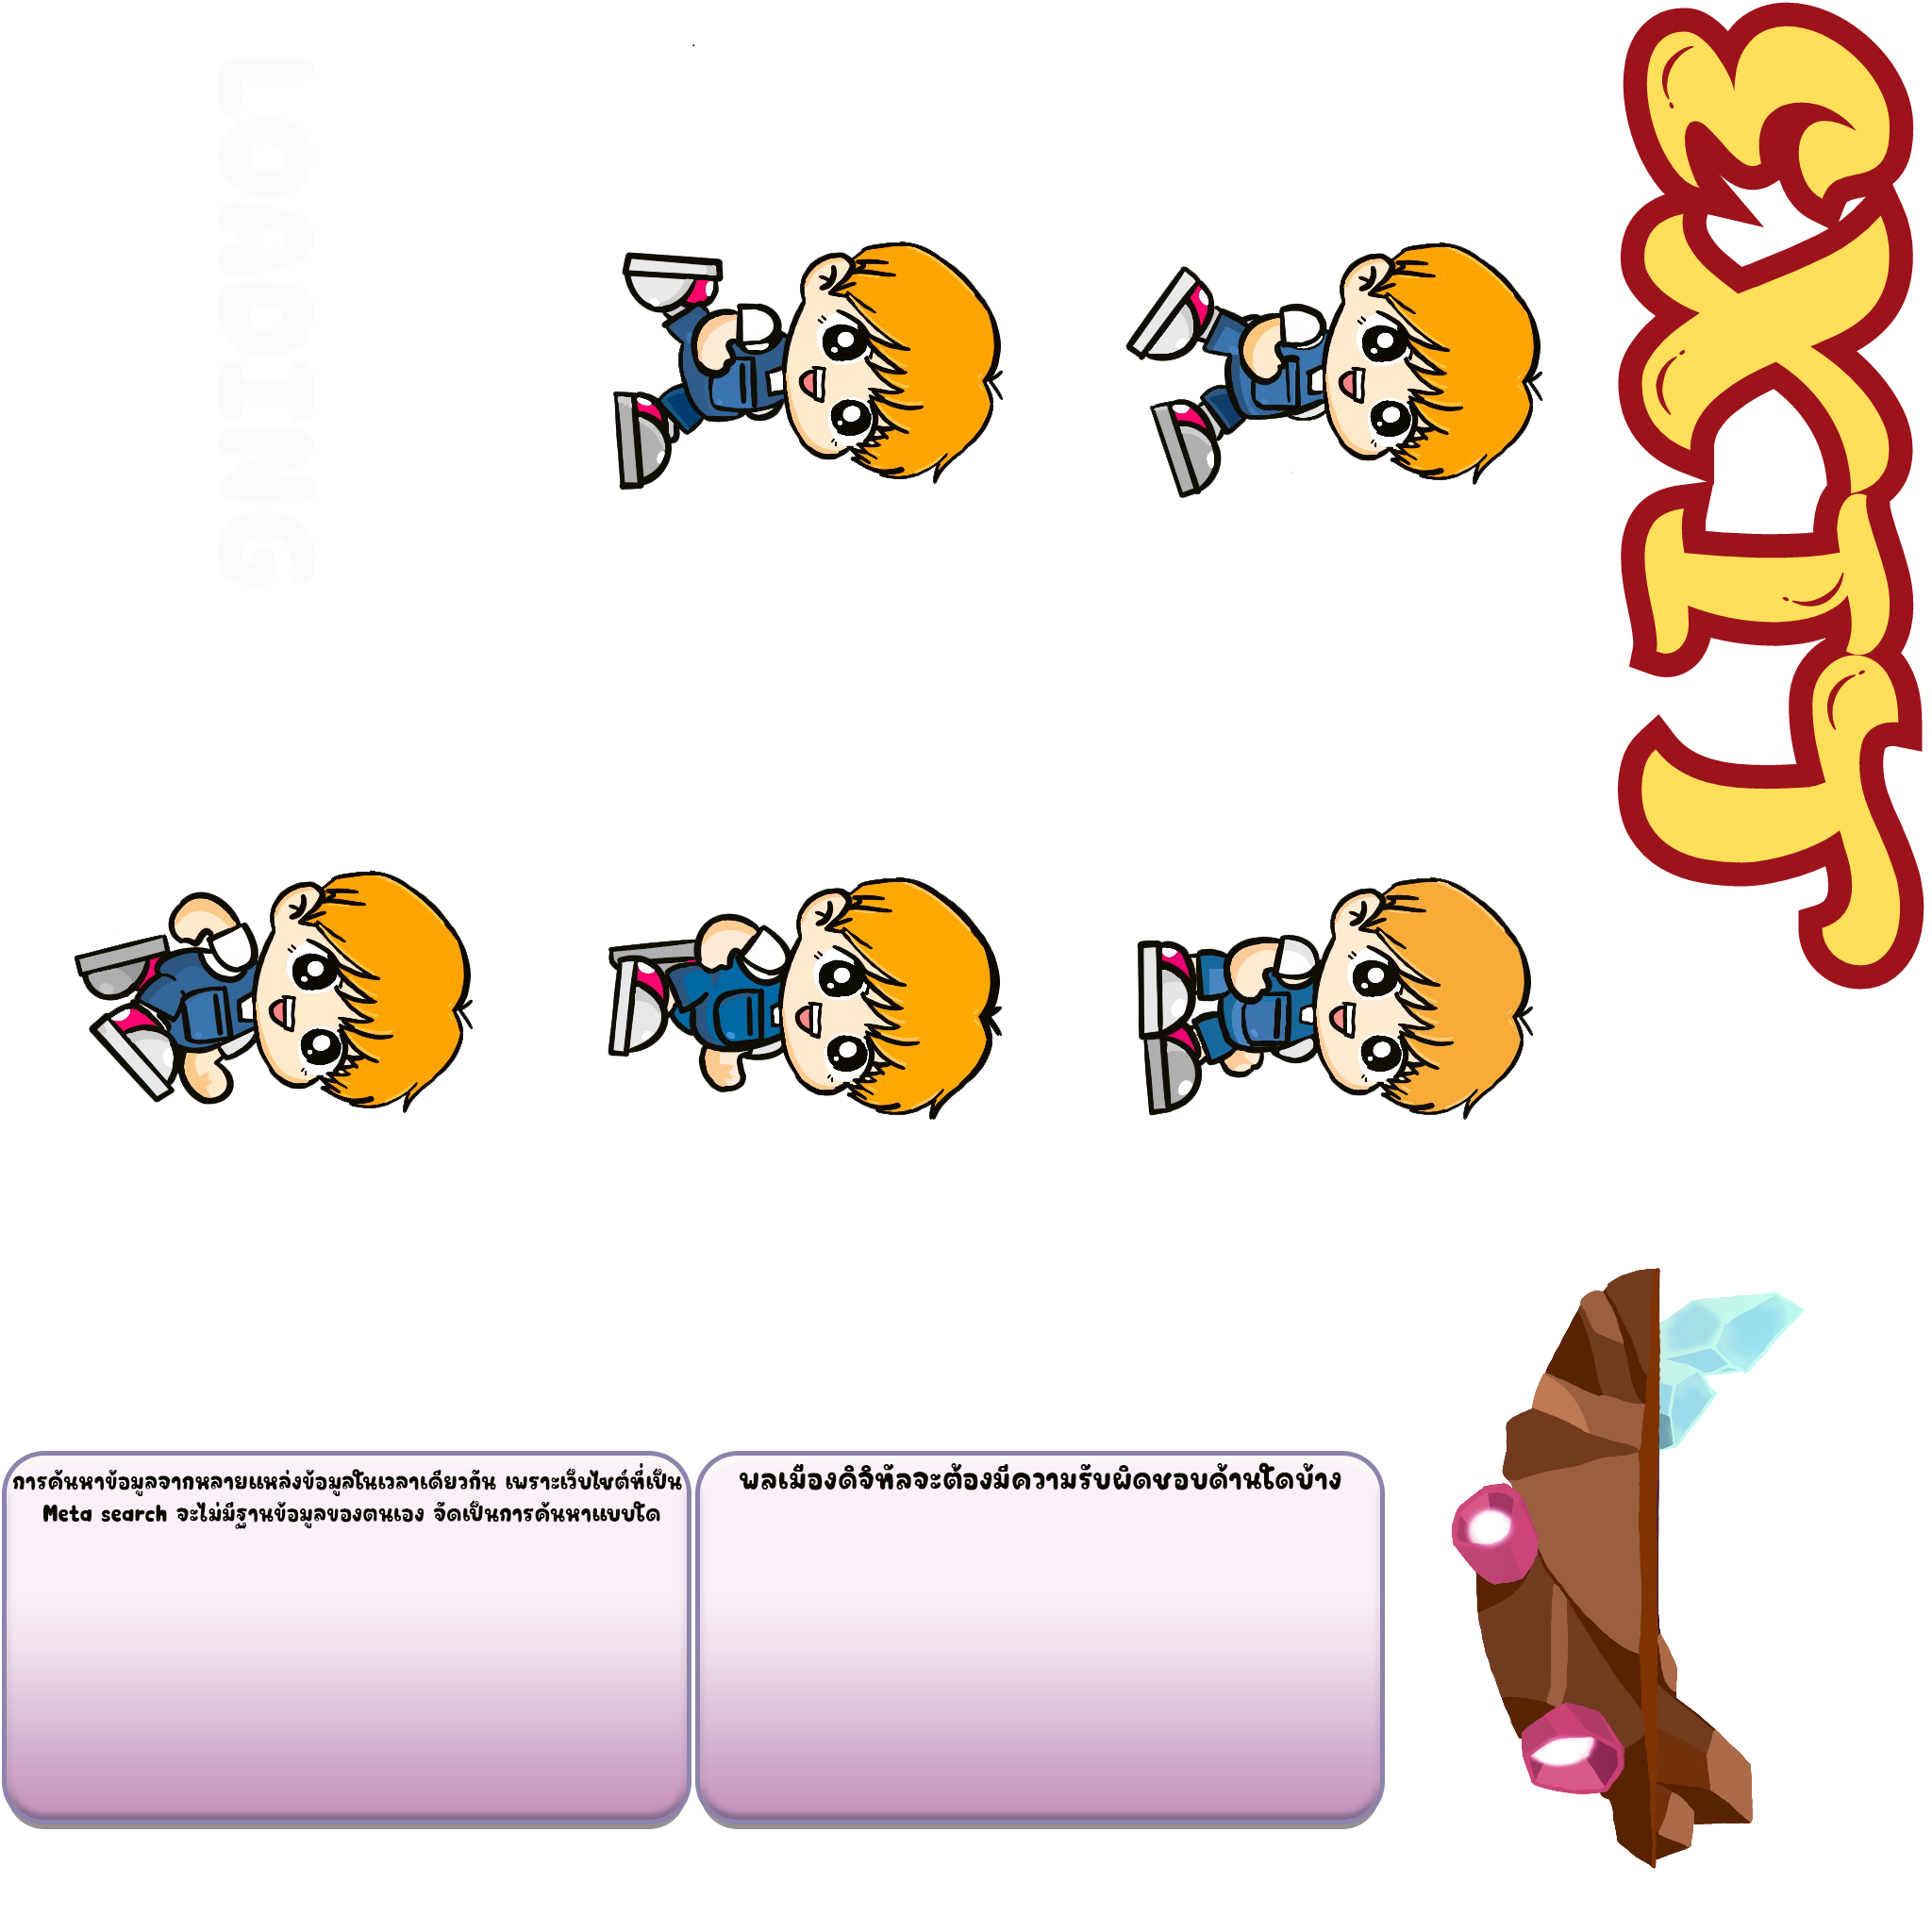 LOADING
EXIT
การค้นหาข้อมูลจากหลายแหล่งข้อมูลในเวลาเดียวกัน เพราะเว็บไซต์ที่เป็น
Meta search จะไม่มีฐานข้อมูลของตนเอง จัดเป็นการค้นหาแบบใด
พลเมืองดิจิทัลจะต้องมีความรับผิดชอบด้านใดบ้าง